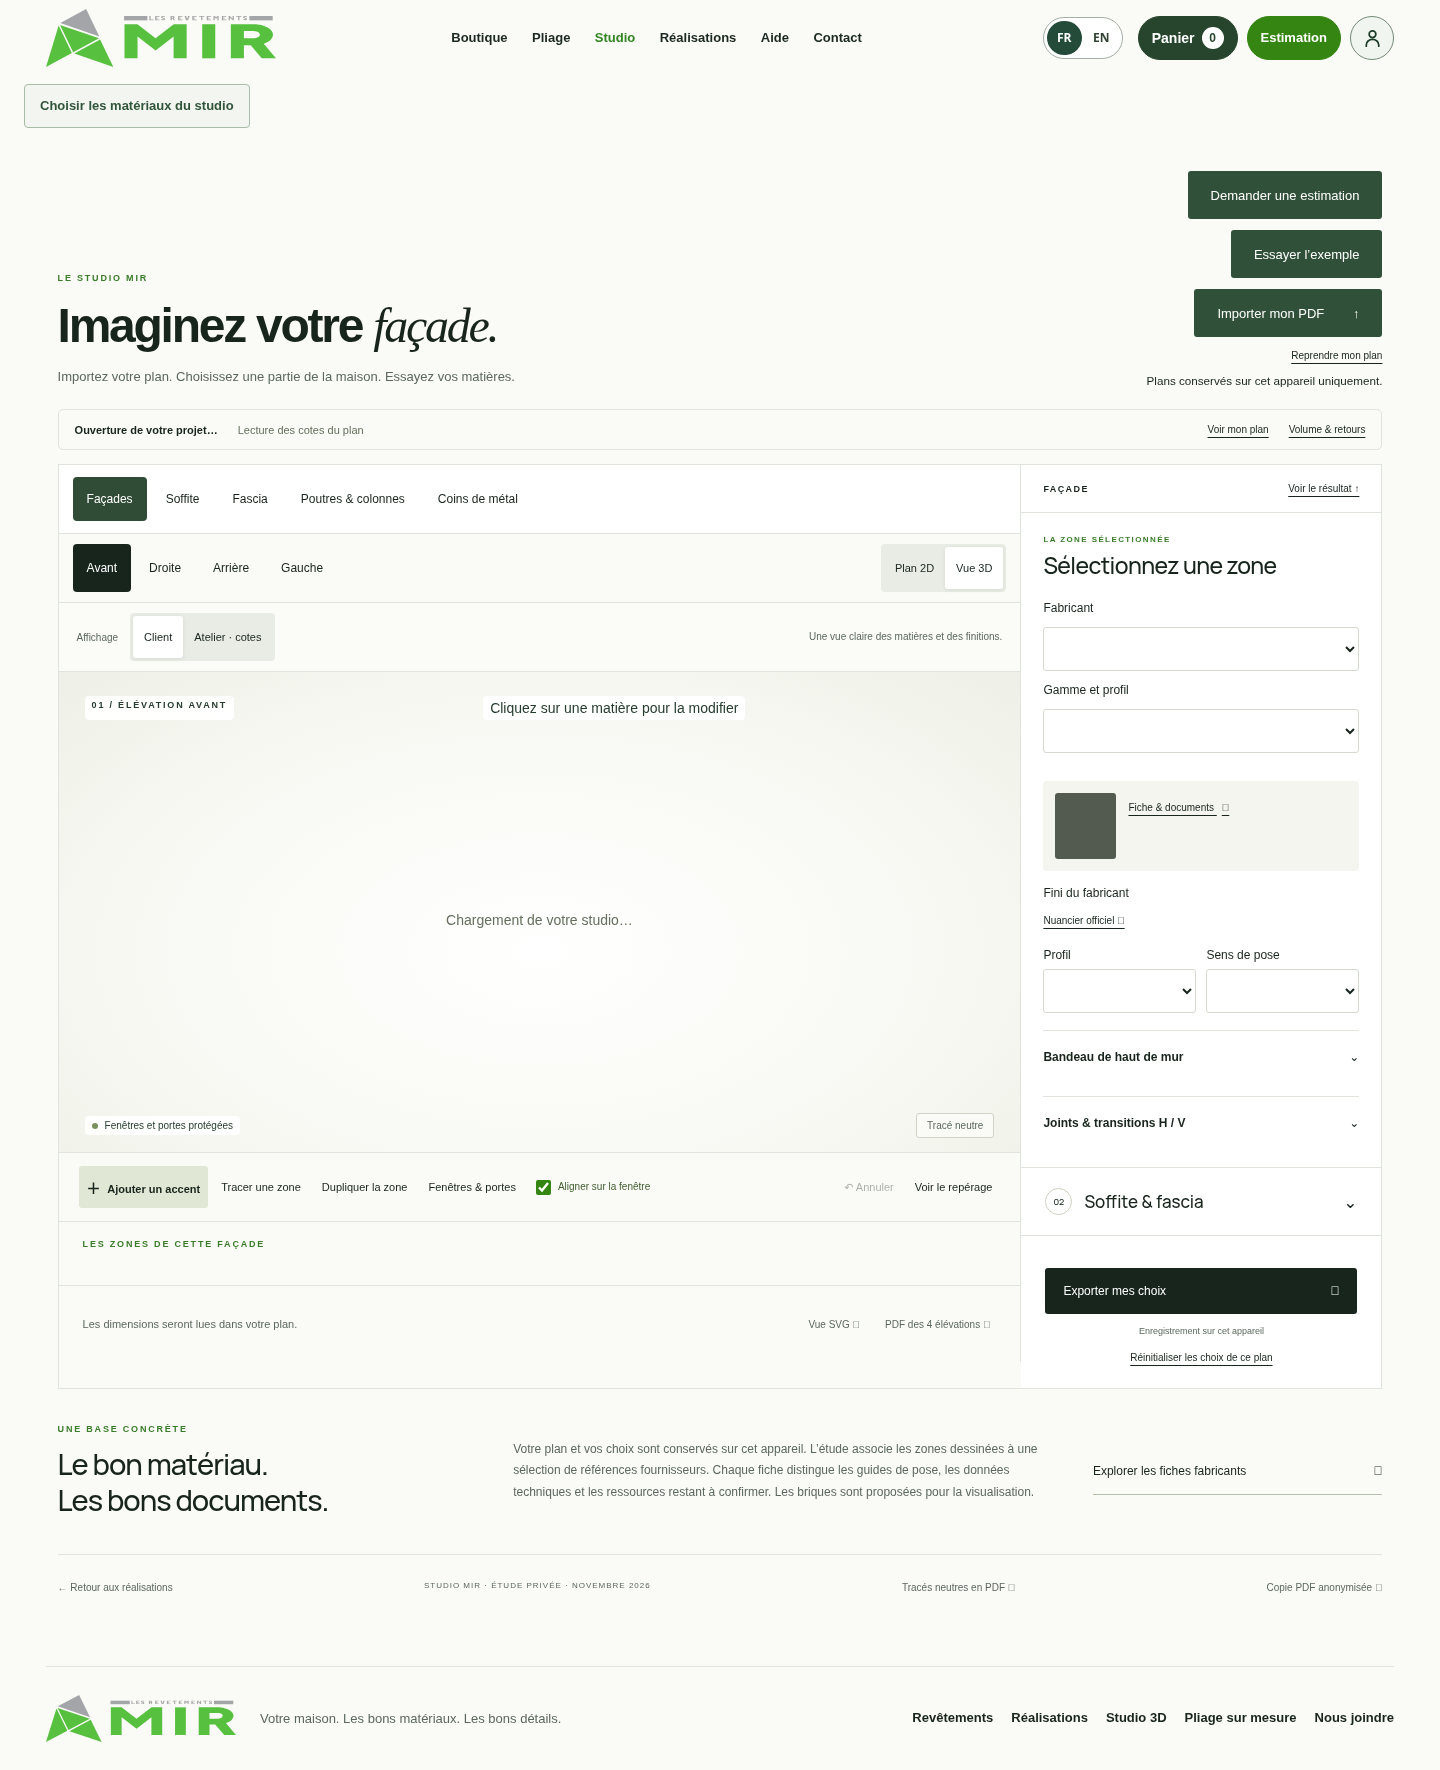 LES REVÊTEMENTS
MIR
Boutique Pliage Studio Réalisations Aide Contact
FR EN
Panier 0
Estimation
Choisir les matériaux du studio
Demander une estimation
Essayer l’exemple
Importer mon PDF ↑
Reprendre mon plan
Plans conservés sur cet appareil uniquement.
LE STUDIO MIR
Imaginez votre façade.
Importez votre plan. Choisissez une partie de la maison. Essayez vos matières.
Ouverture de votre projet… Lecture des cotes du plan Voir mon plan Volume & retours
Façades Soffite Fascia Poutres & colonnes Coins de métal
Avant Droite Arrière Gauche Plan 2D Vue 3D
Affichage Client Atelier · cotes Une vue claire des matières et des finitions.
01 / ÉLÉVATION AVANT Cliquez sur une matière pour la modifier
Chargement de votre studio…
Fenêtres et portes protégées Tracé neutre
+ Ajouter un accent Tracer une zone Dupliquer la zone Fenêtres & portes Aligner sur la fenêtre ↶ Annuler Voir le repérage
LES ZONES DE CETTE FAÇADE
Les dimensions seront lues dans votre plan. Vue SVG PDF des 4 élévations
FAÇADE Voir le résultat ↑
LA ZONE SÉLECTIONNÉE
Sélectionnez une zone
Fabricant
Gamme et profil
Fiche & documents
Fini du fabricant
Nuancier officiel
Profil Sens de pose
Bandeau de haut de mur
Joints & transitions H / V
02 Soffite & fascia
Exporter mes choix
Enregistrement sur cet appareil
Réinitialiser les choix de ce plan
UNE BASE CONCRÈTE
Le bon matériau.
Les bons documents.
Votre plan et vos choix sont conservés sur cet appareil. L’étude associe les zones dessinées à une
sélection de références fournisseurs. Chaque fiche distingue les guides de pose, les données
techniques et les ressources restant à confirmer. Les briques sont proposées pour la visualisation.
Explorer les fiches fabricants
← Retour aux réalisations STUDIO MIR · ÉTUDE PRIVÉE · NOVEMBRE 2026 Tracés neutres en PDF Copie PDF anonymisée
LES REVÊTEMENTS
MIR
Votre maison. Les bons matériaux. Les bons détails.
Revêtements Réalisations Studio 3D Pliage sur mesure Nous joindre